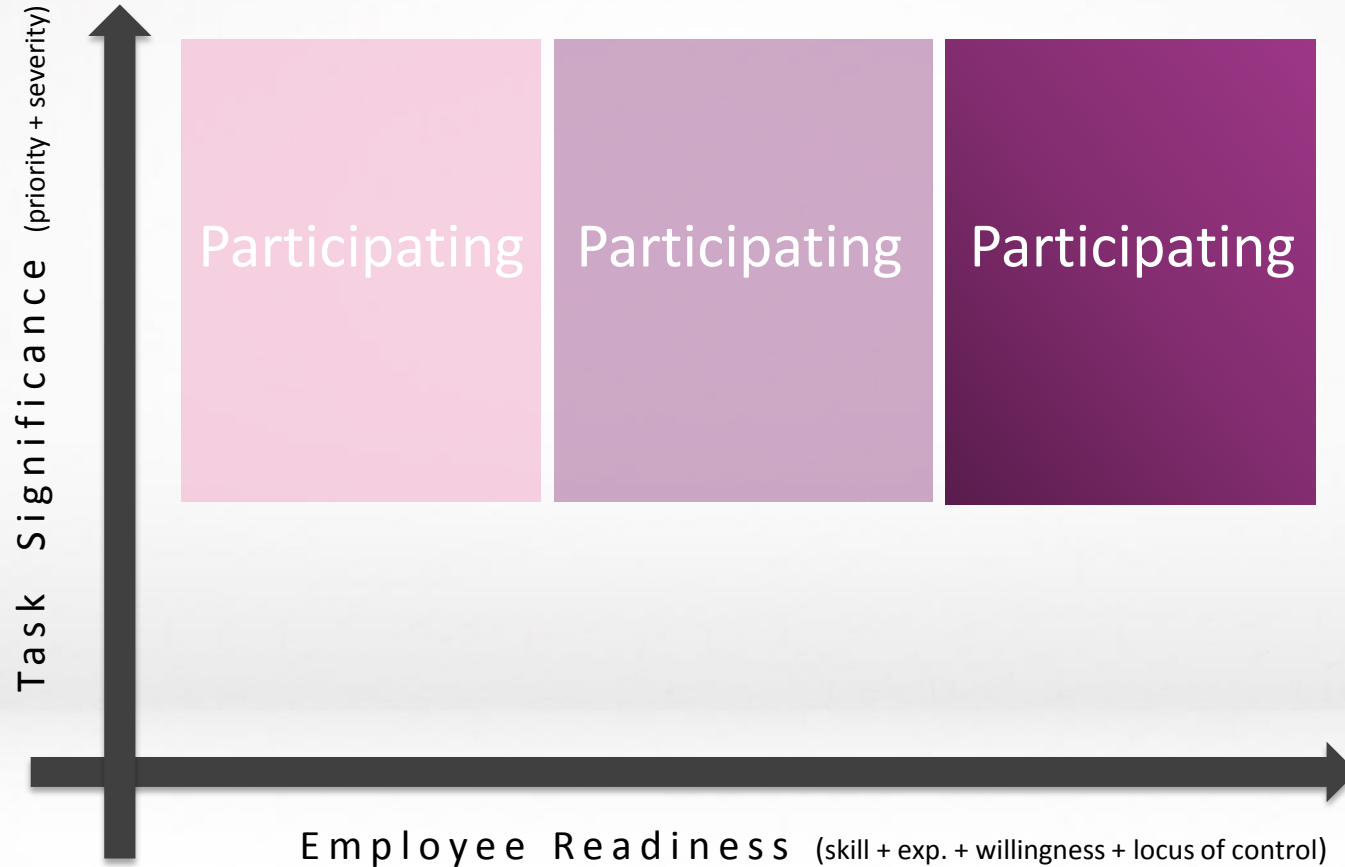 Task Significance (priority + severity)
Participating
Participating
Participating
Employee Readiness (skill + exp. + willingness + locus of control)